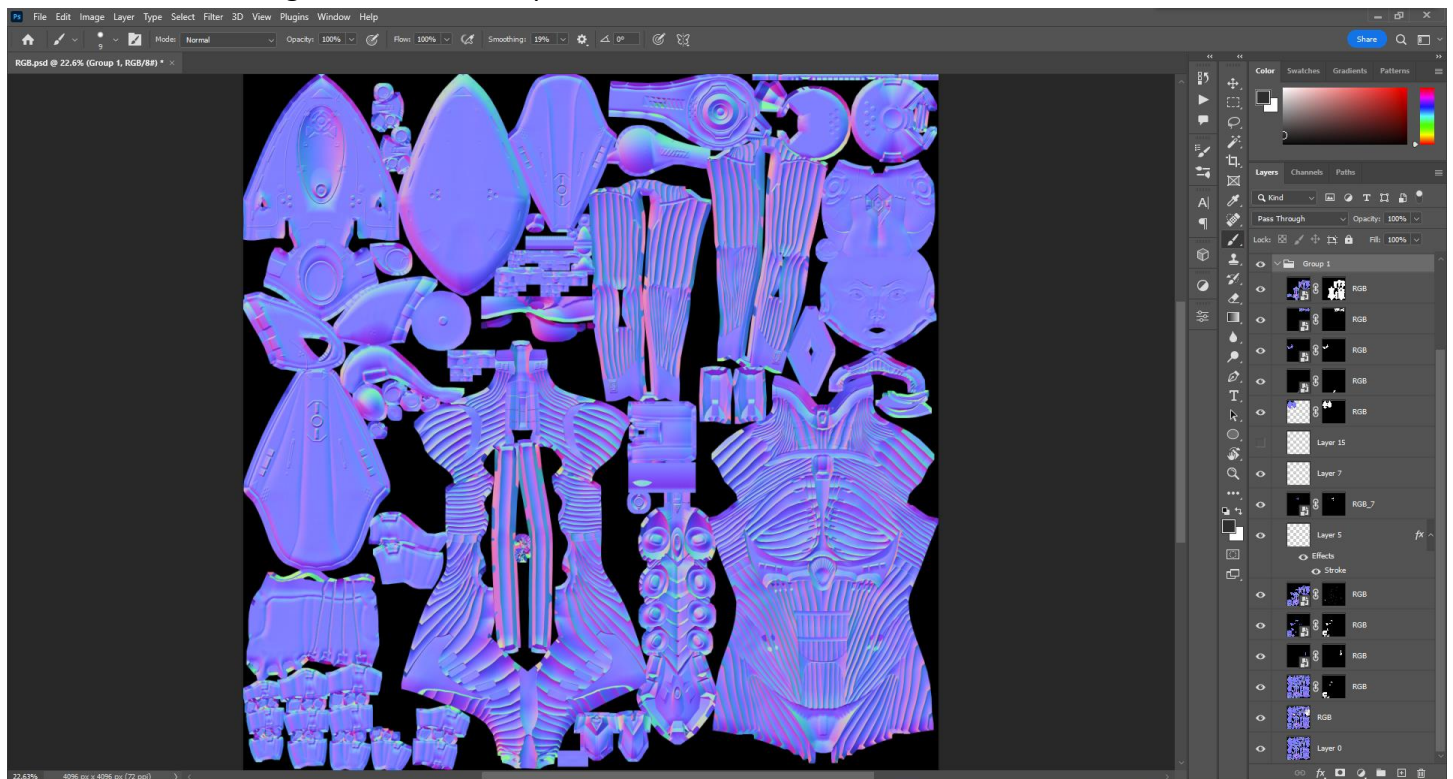 File Edit Image Layer Type Select Filter 3D View Plugins Window Help
Mode: Normal Opacity: 100% Flow: 100% Smoothing: 19% 0° Share
9
RGB.psd @ 22.6% (Group 1, RGB/8#) * ×
Color Swatches Gradients Patterns
Layers Channels Paths
Kind
Pass Through Opacity: 100%
Lock: Fill: 100%
Group 1
RGB
RGB
RGB
RGB
RGB
Layer 15
Layer 7
RGB_7
Layer 5 fx
Effects
Stroke
RGB
RGB
RGB
RGB
RGB
Layer 0
22.63% 4096 px x 4096 px (72 ppi)